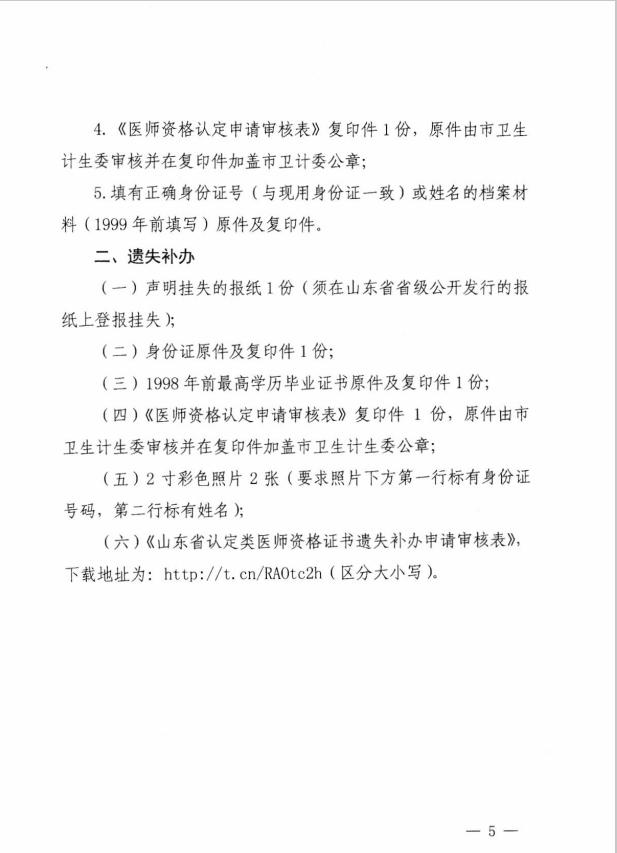 4.《医师资格认定申请审核表》复印件1份，原件由市卫生
计生委审核并在复印件加盖市卫计委公章；
5.填有正确身份证号（与现用身份证一致）或姓名的档案材
料（1999年前填写）原件及复印件。
二、遗失补办
（一）声明挂失的报纸1份（须在山东省省级公开发行的报
纸上登报挂失）；
（二）身份证原件及复印件1份；
（三）1998年前最高学历毕业证书原件及复印件1份；
（四）《医师资格认定申请审核表》复印件 1 份，原件由市
卫生计生委审核并在复印件加盖市卫生计生委公章；
（五）2 寸彩色照片 2 张（要求照片下方第一行标有身份证
号码，第二行标有姓名）；
（六）《山东省认定类医师资格证书遗失补办申请审核表》，
下载地址为：http://t.cn/RAOtc2h（区分大小写）。
— 5 —